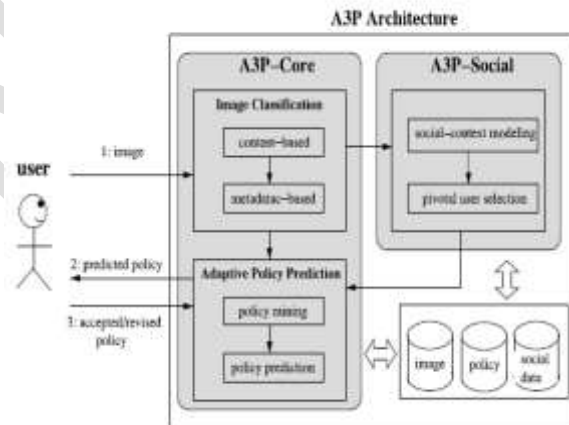 A3P Architecture
A3P-Core
A3P-Social
Image Classification
content-based
metadatac-based
social-context modeling
pivotal user selection
1: image
user
2: predicted policy
3: accepted/revised
policy
Adaptive Policy Prediction
policy mining
policy prediction
image
policy
social
data